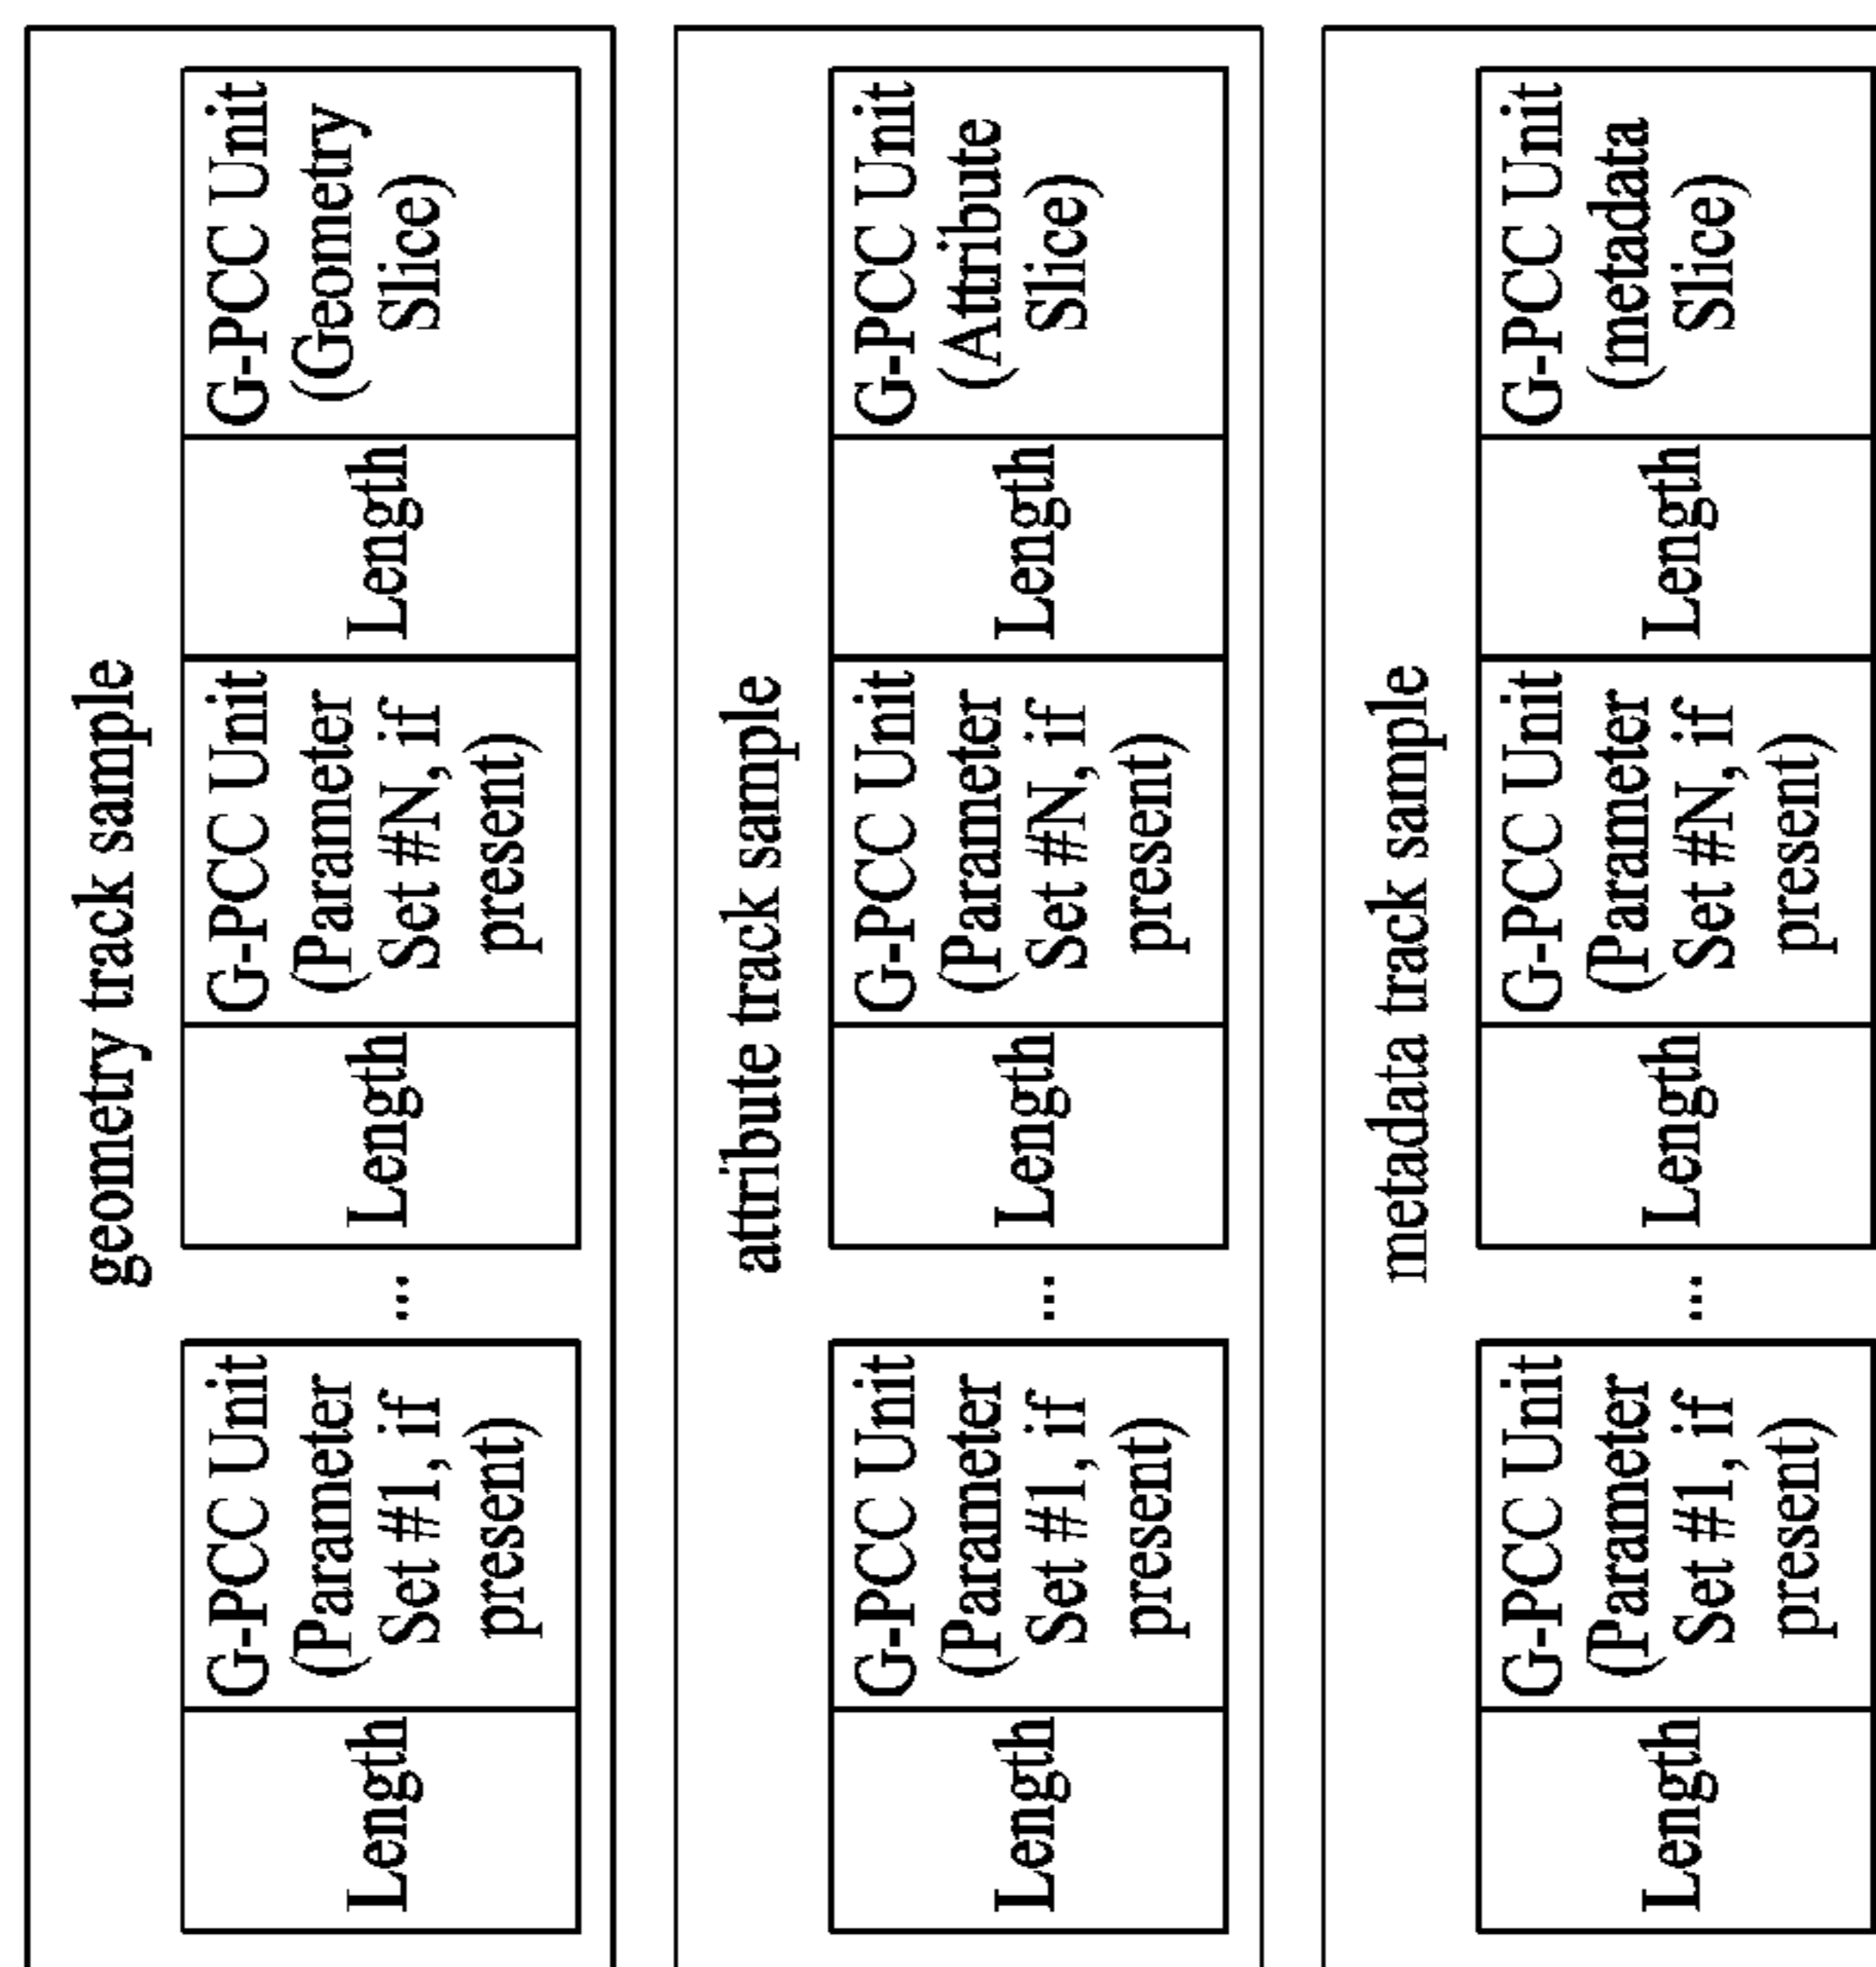 geometry track sample
Length
G-PCC Unit
(Parameter
Set #1, if
present)
...
Length
G-PCC Unit
(Parameter
Set #N, if
present)
Length
G-PCC Unit
(Geometry
Slice)
attribute track sample
Length
G-PCC Unit
(Parameter
Set #1, if
present)
...
Length
G-PCC Unit
(Parameter
Set #N, if
present)
Length
G-PCC Unit
(Attribute
Slice)
metadata track sample
Length
G-PCC Unit
(Parameter
Set #1, if
present)
...
Length
G-PCC Unit
(Parameter
Set #N, if
present)
Length
G-PCC Unit
(metadata
Slice)